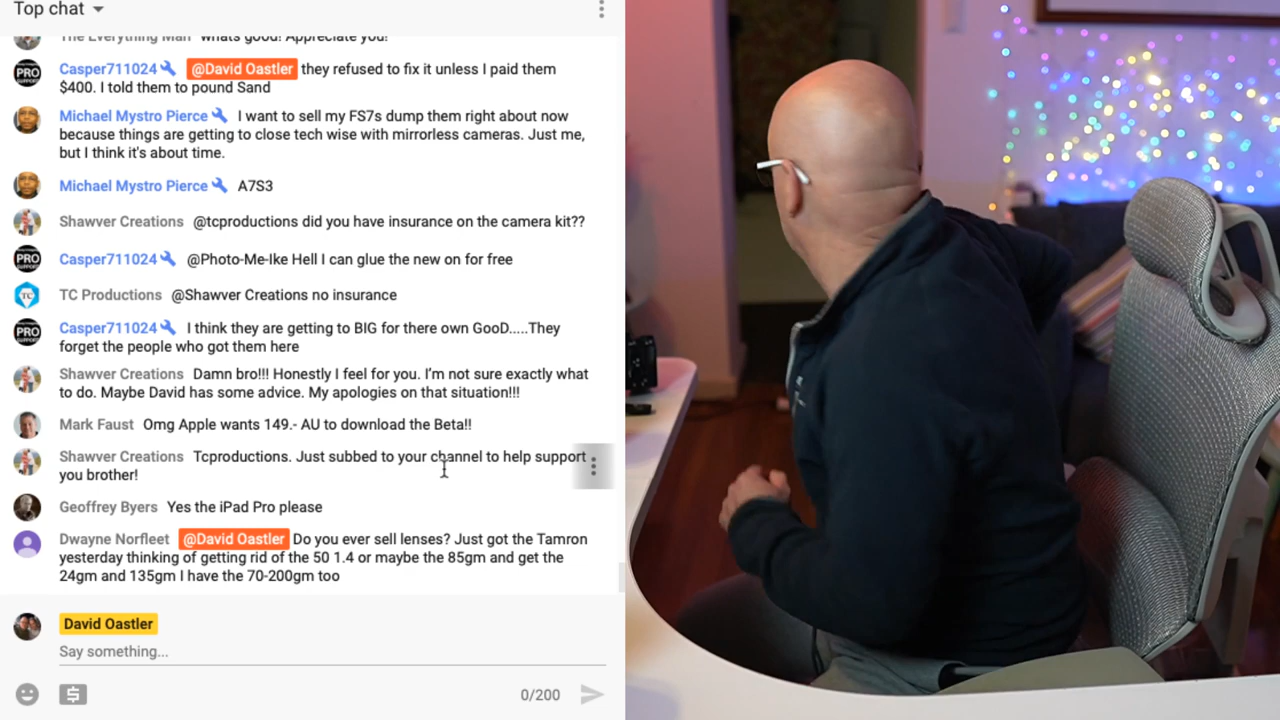 Top chat
The Everything Man whats good! Appreciate you!
Casper711024 @David Oastler they refused to fix it unless I paid them
$400. I told them to pound Sand
Michael Mystro Pierce I want to sell my FS7s dump them right about now
because things are getting to close tech wise with mirrorless cameras. Just me,
but I think it's about time.
Michael Mystro Pierce A7S3
Shawver Creations @tcproductions did you have insurance on the camera kit??
Casper711024 @Photo-Me-Ike Hell I can glue the new on for free
TC Productions @Shawver Creations no insurance
Casper711024 I think they are getting to BIG for there own GooD.....They
forget the people who got them here
Shawver Creations Damn bro!!! Honestly I feel for you. I’m not sure exactly what
to do. Maybe David has some advice. My apologies on that situation!!!
Mark Faust Omg Apple wants 149.- AU to download the Beta!!
Shawver Creations Tcproductions. Just subbed to your channel to help support
you brother!
Geoffrey Byers Yes the iPad Pro please
Dwayne Norfleet @David Oastler Do you ever sell lenses? Just got the Tamron
yesterday thinking of getting rid of the 50 1.4 or maybe the 85gm and get the
24gm and 135gm I have the 70-200gm too
David Oastler
Say something...
0/200